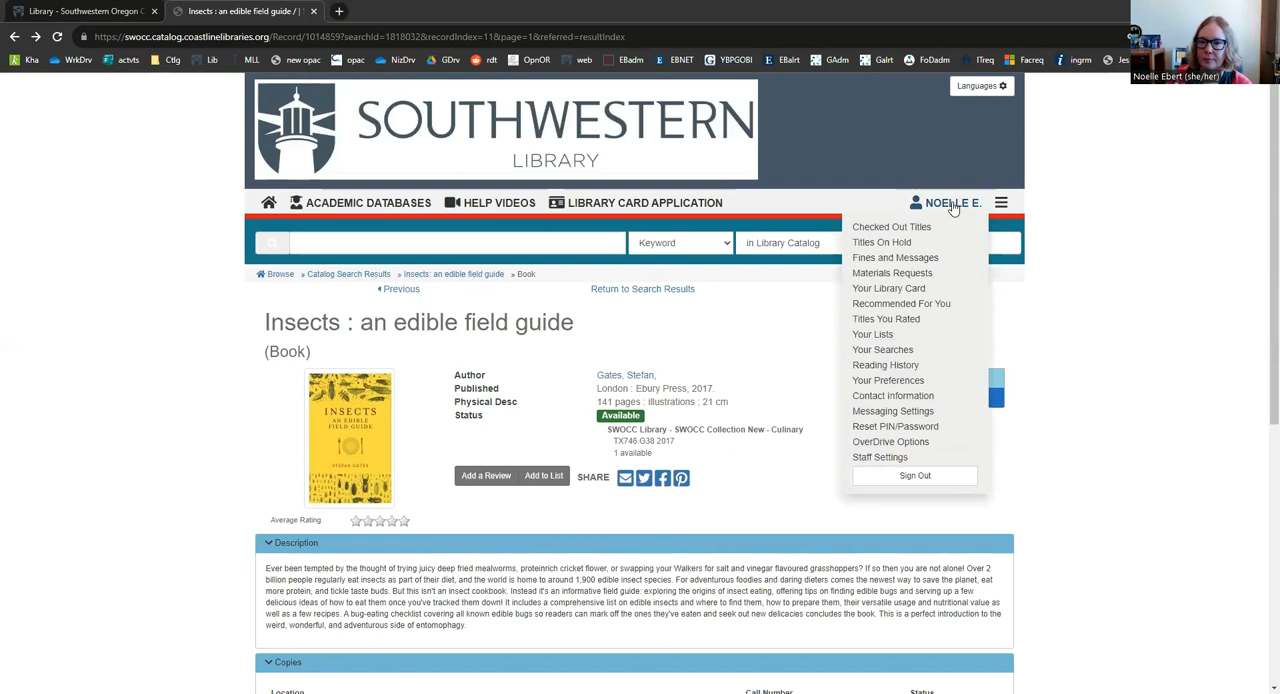 Library - Southwestern Oregon C
Insects : an edible field guide / |
https://swocc.catalog.coastlinelibraries.org/Record/1014859?searchId=1818032&recordIndex=11&page=1&referred=resultIndex
Kha WrkDrv actvts Ctlg Lib MLL new opac opac NizDrv GDrv rdt OpnOR web EBadm EBNET YBPGOBI EBalrt GAdm Galrt FoDadm ITreq Facreq ingrm Jes
Noelle Ebert (she/her)
Languages
SOUTHWESTERN
LIBRARY
ACADEMIC DATABASES HELP VIDEOS LIBRARY CARD APPLICATION NOELLE E.
Keyword in Library Catalog
Browse » Catalog Search Results » Insects: an edible field guide » Book
Previous Return to Search Results
Insects : an edible field guide
(Book)
INSECTS
AN EDIBLE
FIELD GUIDE
STEFAN GATES
Average Rating
Author Gates, Stefan,
Published London : Ebury Press, 2017.
Physical Desc 141 pages : illustrations ; 21 cm
Status Available
SWOCC Library - SWOCC Collection New - Culinary
TX746.G38 2017
1 available
Add a Review Add to List SHARE
Checked Out Titles
Titles On Hold
Fines and Messages
Materials Requests
Your Library Card
Recommended For You
Titles You Rated
Your Lists
Your Searches
Reading History
Your Preferences
Contact Information
Messaging Settings
Reset PIN/Password
OverDrive Options
Staff Settings
Sign Out
Description
Ever been tempted by the thought of trying juicy deep fried mealworms, proteinrich cricket flour, or swapping your Walkers for salt and vinegar flavoured grasshoppers? If so then you are not alone! Over 2
billion people regularly eat insects as part of their diet, and the world is home to around 1,900 edible insect species. For adventurous foodies and daring dieters comes the newest way to save the planet, eat
more protein, and tickle taste buds. But this isn't an insect cookbook. Instead it's an informative field guide: exploring the origins of insect eating, offering tips on finding edible bugs and serving up a few
delicious ideas of how to eat them once you've tracked them down! It includes a comprehensive list on edible insects and where to find them, how to prepare them, their versatile usage and nutritional value as
well as a few recipes. A bug-eating checklist covering all known edible bugs so readers can mark off the ones they've eaten and seek out new delicacies concludes the book. This is a perfect introduction to the
weird, wonderful, and adventurous side of entomophagy.
Copies
Location Call Number Status